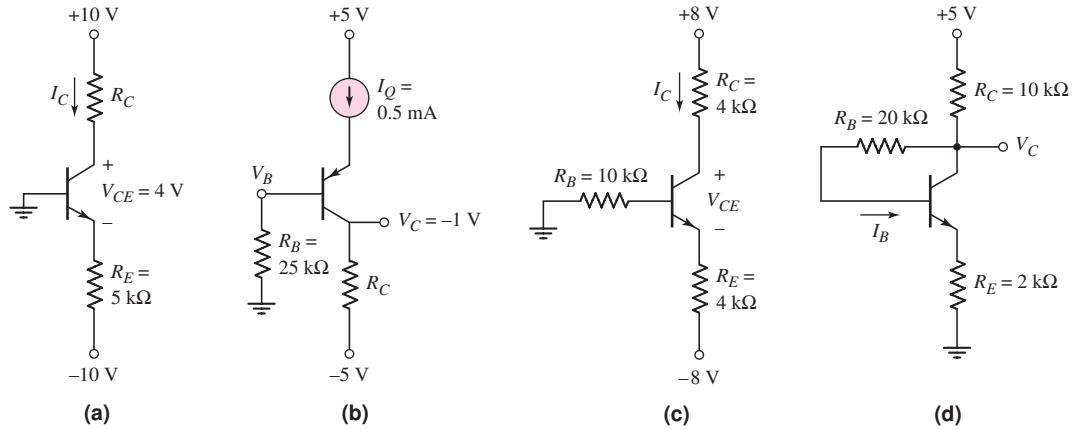 +10 V
I_C
R_C
+
V_CE = 4 V
–
R_E =
5 kΩ
–10 V
(a)
+5 V
I_Q =
0.5 mA
V_B
V_C = –1 V
R_B =
25 kΩ
R_C
–5 V
(b)
+8 V
I_C
R_C =
4 kΩ
R_B = 10 kΩ
+
V_CE
–
R_E =
4 kΩ
–8 V
(c)
+5 V
R_C = 10 kΩ
R_B = 20 kΩ
V_C
I_B
R_E = 2 kΩ
(d)